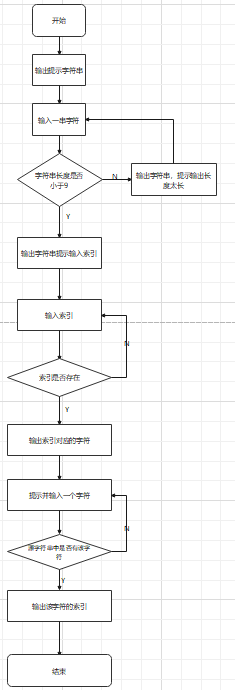 开始
输出提示字符串
输入一串字符
字符串长度是否
小于9
N
输出字符串，提示输出长
度太长
Y
输出字符串提示输入索引
输入索引
N
索引是否存在
Y
输出索引对应的字符
提示并输入一个字符
N
源字符串中是否有该字
符
Y
输出该字符的索引
结束